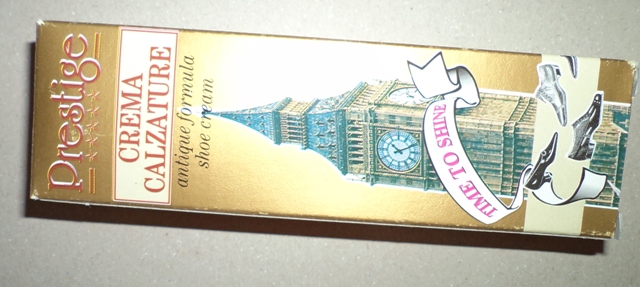 Prestige
CREMA
CALZATURE
antique formula
shoe cream
TIME TO SHINE